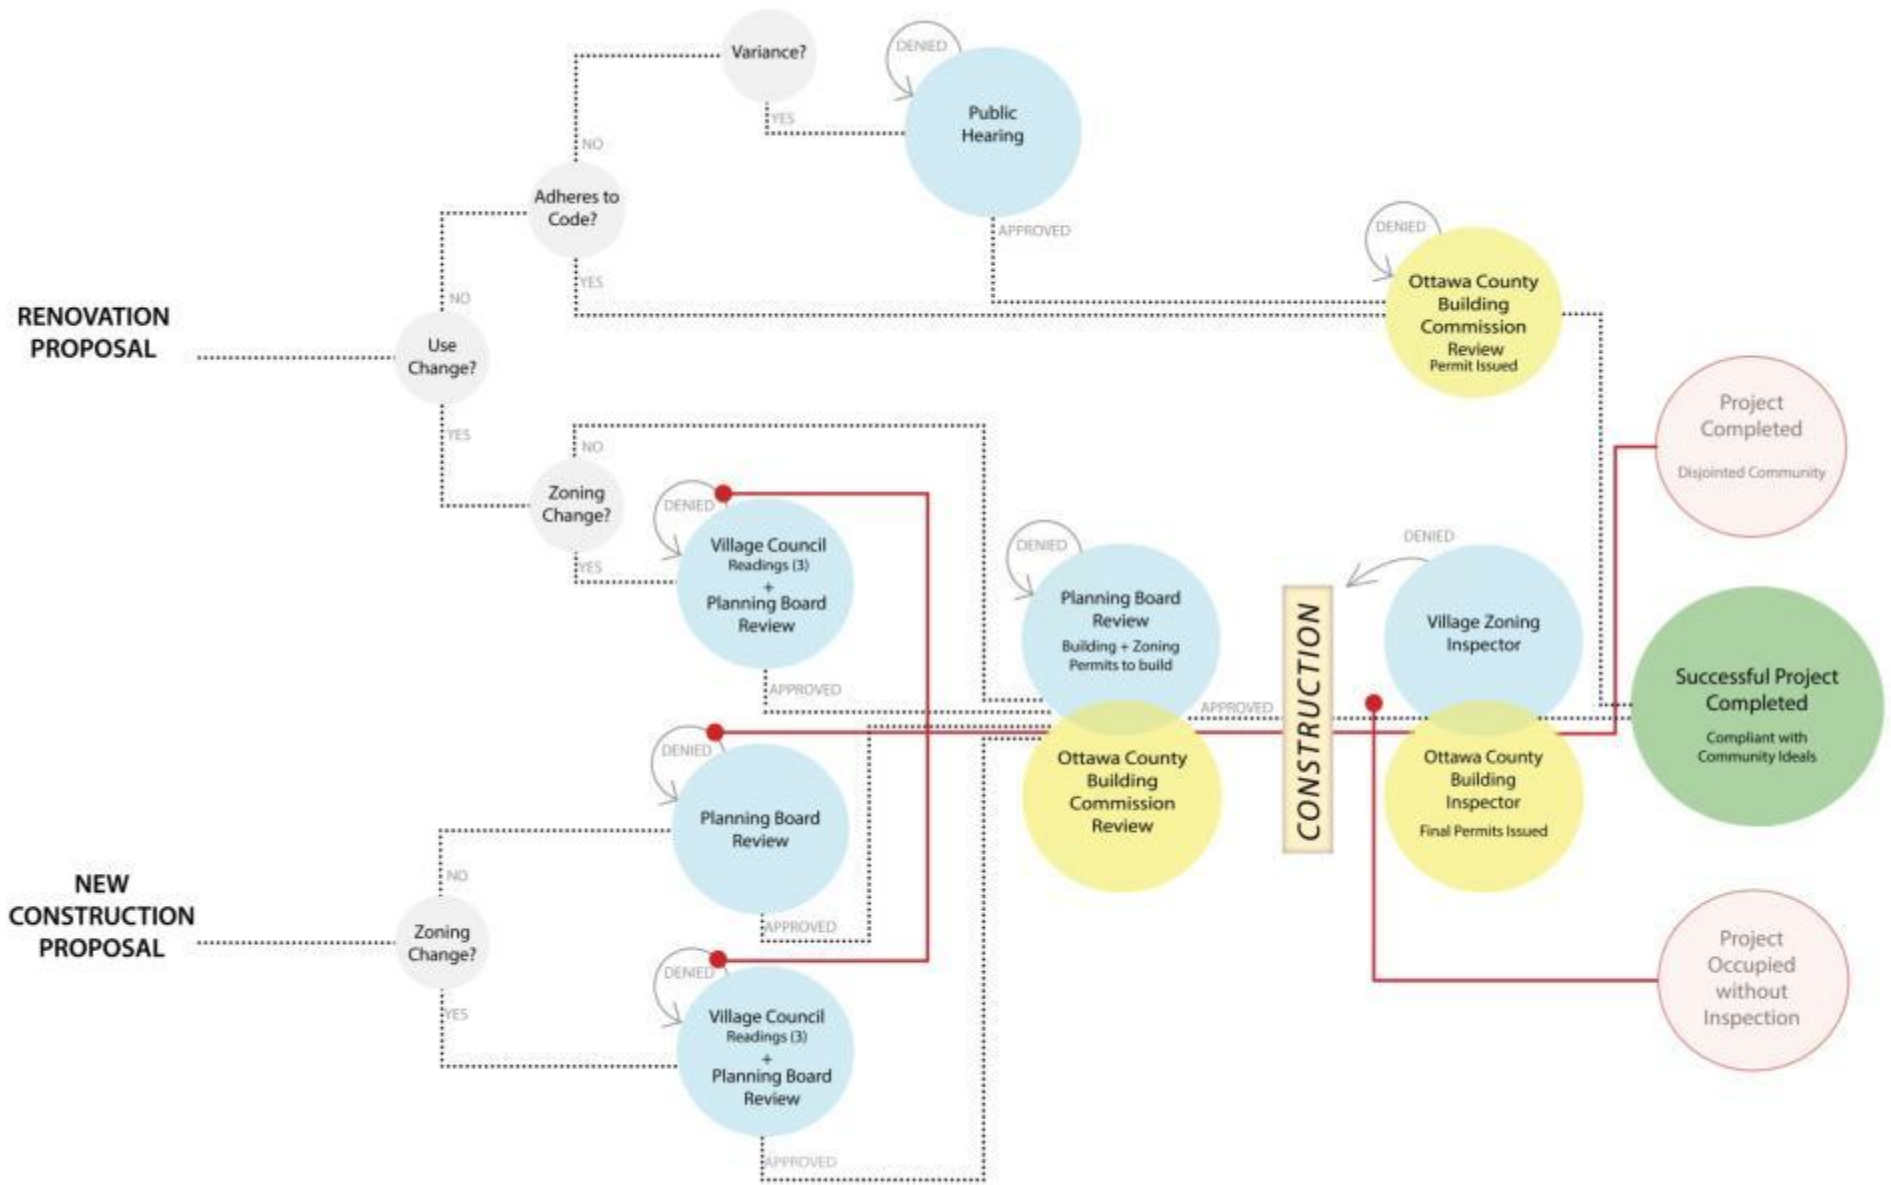 Variance?
DENIED
YES
Public
Hearing
NO
Adheres to
Code?
APPROVED
DENIED
YES
Ottawa County
Building
Commission
Review
Permit Issued
NO
RENOVATION
PROPOSAL
Use
Change?
YES
NO
Zoning
Change?
YES
DENIED
Village Council
Readings (3)
+
Planning Board
Review
APPROVED
DENIED
Planning Board
Review
Building + Zoning
Permits to build
APPROVED
Ottawa County
Building
Commission
Review
CONSTRUCTION
DENIED
Village Zoning
Inspector
Ottawa County
Building
Inspector
Final Permits Issued
Project
Completed
Disjointed Community
Successful Project
Completed
Compliant with
Community Ideals
Project
Occupied
without
Inspection
DENIED
Planning Board
Review
APPROVED
NO
NEW
CONSTRUCTION
PROPOSAL
Zoning
Change?
YES
DENIED
Village Council
Readings (3)
+
Planning Board
Review
APPROVED